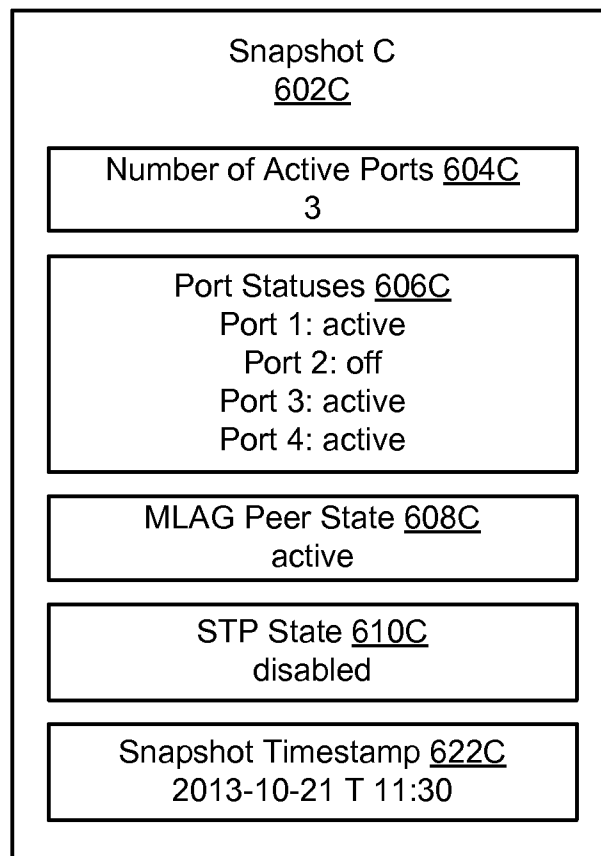 Snapshot C
602C
Number of Active Ports 604C
3
Port Statuses 606C
Port 1: active
Port 2: off
Port 3: active
Port 4: active
MLAG Peer State 608C
active
STP State 610C
disabled
Snapshot Timestamp 622C
2013-10-21 T 11:30